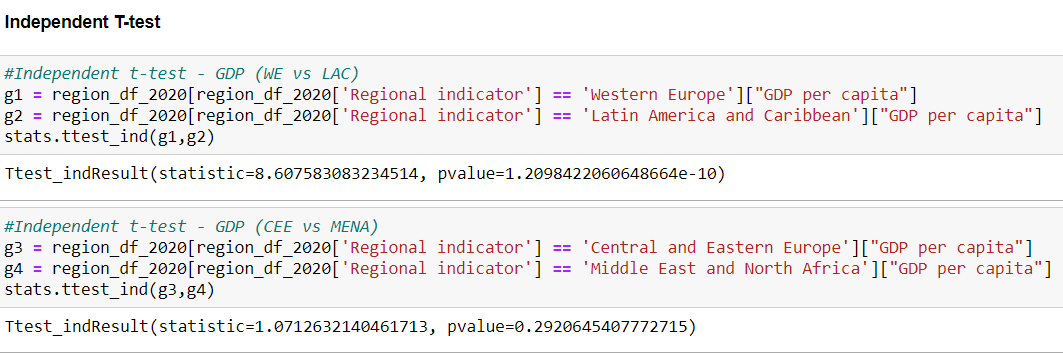 Independent T-test
#Independent t-test - GDP (WE vs LAC)
g1 = region_df_2020[region_df_2020['Regional indicator'] == 'Western Europe']["GDP per capita"]
g2 = region_df_2020[region_df_2020['Regional indicator'] == 'Latin America and Caribbean']["GDP per capita"]
stats.ttest_ind(g1,g2)
Ttest_indResult(statistic=8.607583083234514, pvalue=1.2098422060648664e-10)
#Independent t-test - GDP (CEE vs MENA)
g3 = region_df_2020[region_df_2020['Regional indicator'] == 'Central and Eastern Europe']["GDP per capita"]
g4 = region_df_2020[region_df_2020['Regional indicator'] == 'Middle East and North Africa']["GDP per capita"]
stats.ttest_ind(g3,g4)
Ttest_indResult(statistic=1.0712632140461713, pvalue=0.2920645407772715)